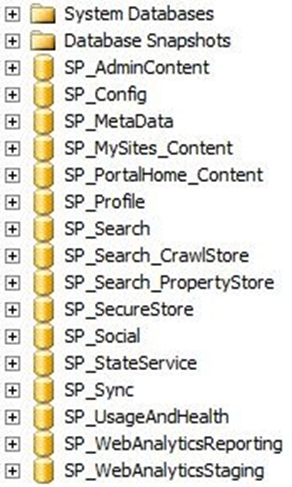 System Databases
Database Snapshots
SP_AdminContent
SP_Config
SP_MetaData
SP_MySites_Content
SP_PortalHome_Content
SP_Profile
SP_Search
SP_Search_CrawlStore
SP_Search_PropertyStore
SP_SecureStore
SP_Social
SP_StateService
SP_Sync
SP_UsageAndHealth
SP_WebAnalyticsReporting
SP_WebAnalyticsStaging